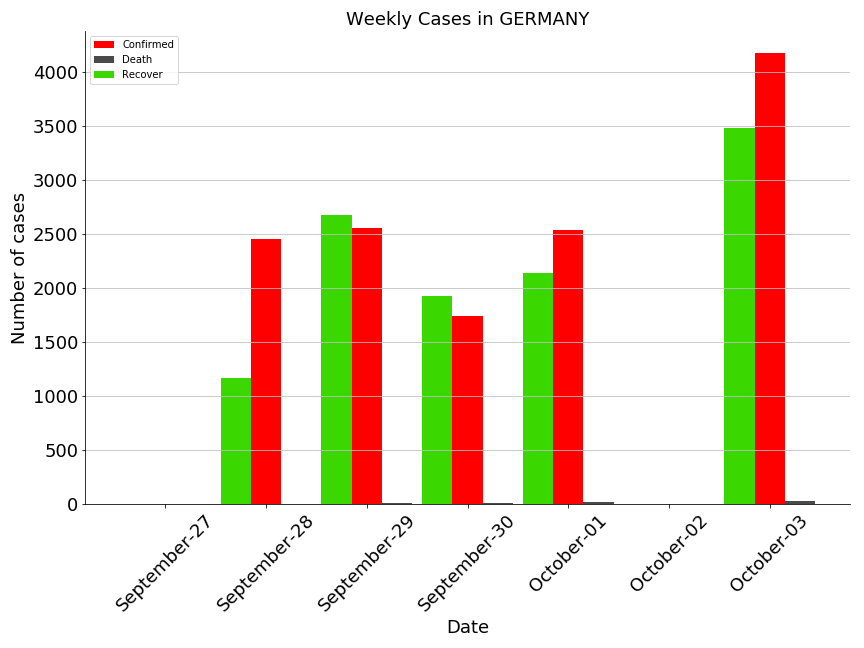 Weekly Cases in GERMANY
Confirmed
Death
Recover
Number of cases
4000
3500
3000
2500
2000
1500
1000
500
0
September-27
September-28
September-29
September-30
October-01
October-02
October-03
Date